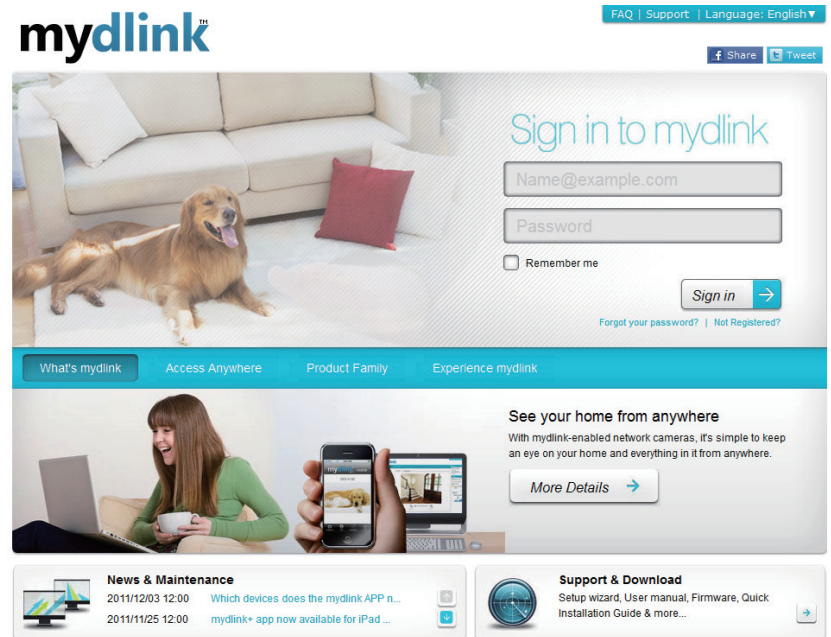 mydlink™
FAQ | Support | Language: English▼
Share
Tweet
Sign in to mydlink
Name@example.com
Password
Remember me
Sign in
Forgot your password? | Not Registered?
What's mydlink
Access Anywhere
Product Family
Experience mydlink
See your home from anywhere
With mydlink-enabled network cameras, it's simple to keep
an eye on your home and everything in it from anywhere.
More Details
News & Maintenance
2011/12/03 12:00 Which devices does the mydlink APP n...
2011/11/25 12:00 mydlink+ app now available for iPad ...
Support & Download
Setup wizard, User manual, Firmware, Quick
Installation Guide & more...